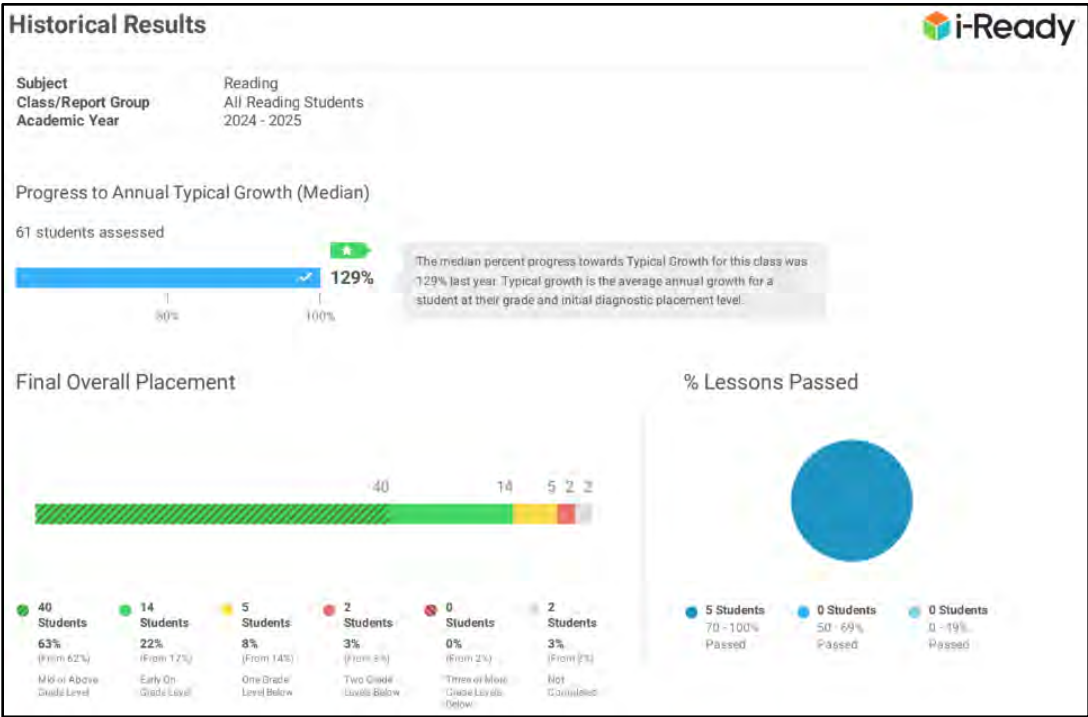 Historical Results
i-Ready
Subject Reading
Class/Report Group All Reading Students
Academic Year 2024 - 2025
Progress to Annual Typical Growth (Median)
61 students assessed
129%
80% 100%
The median percent progress towards Typical Growth for this class was
129% last year. Typical growth is the average annual growth for a
student at their grade and initial diagnostic placement level.
Final Overall Placement
% Lessons Passed
40 14 5 2 2
40 Students
63%
(From 62%)
Mid or Above
Grade Level
14 Students
22%
(From 17%)
Early On
Grade Level
5 Students
8%
(From 14%)
One Grade
Level Below
2 Students
3%
(From
Two Grade
Levels Below
0 Students
0%
(From 2%)
Three or More
Grade Levels
Below
2 Students
3%
(From
Not
Completed
5 Students
70 - 100%
Passed
0 Students
50 - 69%
Passed
0 Students
Passed